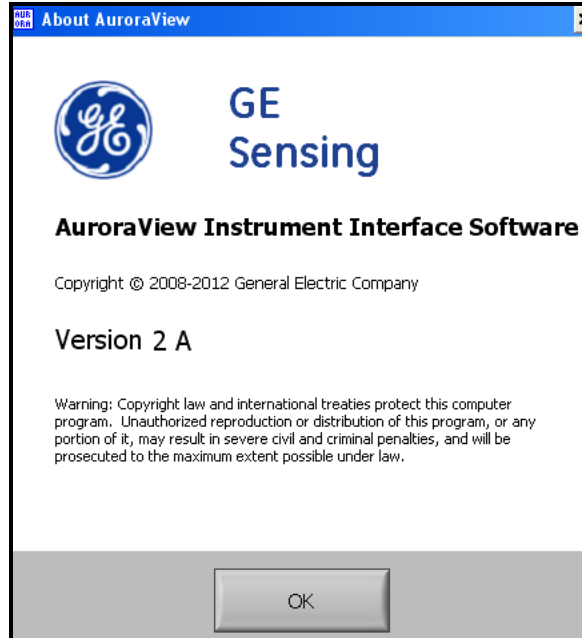 AUR
ORA
About AuroraView
GE
GE
Sensing
AuroraView Instrument Interface Software
Copyright © 2008-2012 General Electric Company
Version 2 A
Warning: Copyright law and international treaties protect this computer
program. Unauthorized reproduction or distribution of this program, or any
portion of it, may result in severe civil and criminal penalties, and will be
prosecuted to the maximum extent possible under law.
OK